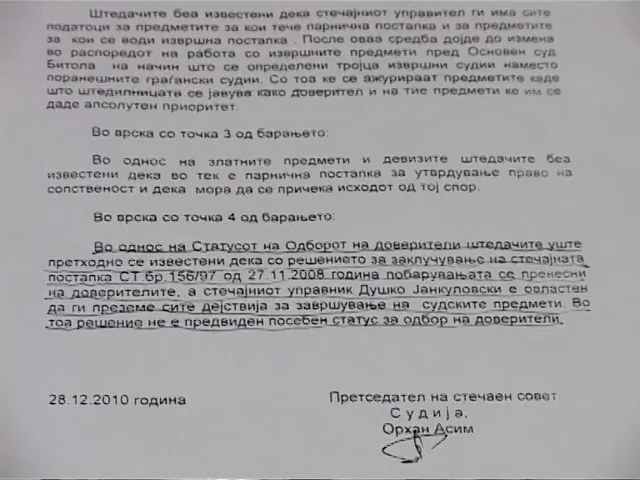 Штедачите беа известени дека стечајниот управител ги има сите
податоци за предметите за кои тече парнична постапка и за предметите
за кои се води извршна постапка . После оваа средба дојде до измена
во распоредот на работа со извршните предмети пред Основен суд
Битола на начин што се определени тројца извршни судии наместо
поранешните граѓански судии. Со тоа ке се ажурираат предметите каде
што штедилницата се јавува како доверител и на тие предмети ке им се
даде апсолутен приоритет.
Во врска со точка 3 од барањето:
Во однос на златните предмети и девизите штедачите беа
известени дека во тек е парнична постапка за утврдување право на
сопственост и дека мора да се причека исходот од тој спор.
Во врска со точка 4 од барањето:
Во однос на Статусот на Одборот на доверители штедачите уште
претходно се известени дека со решението за заклучување на стечајната
постапка СТ.бр.156/97 од 27.11.2008 година побарувањата се пренесни
на доверителите, а стечајниот управник Душко Јанкуловски е овластен
да ги преземе сите дејствија за завршување на судските предмети. Во
тоа решение не е предвиден посебен статус за одбор на доверители.
28.12.2010 година
Претседател на стечаен совет
С у д и ј а,
Орхан Асим